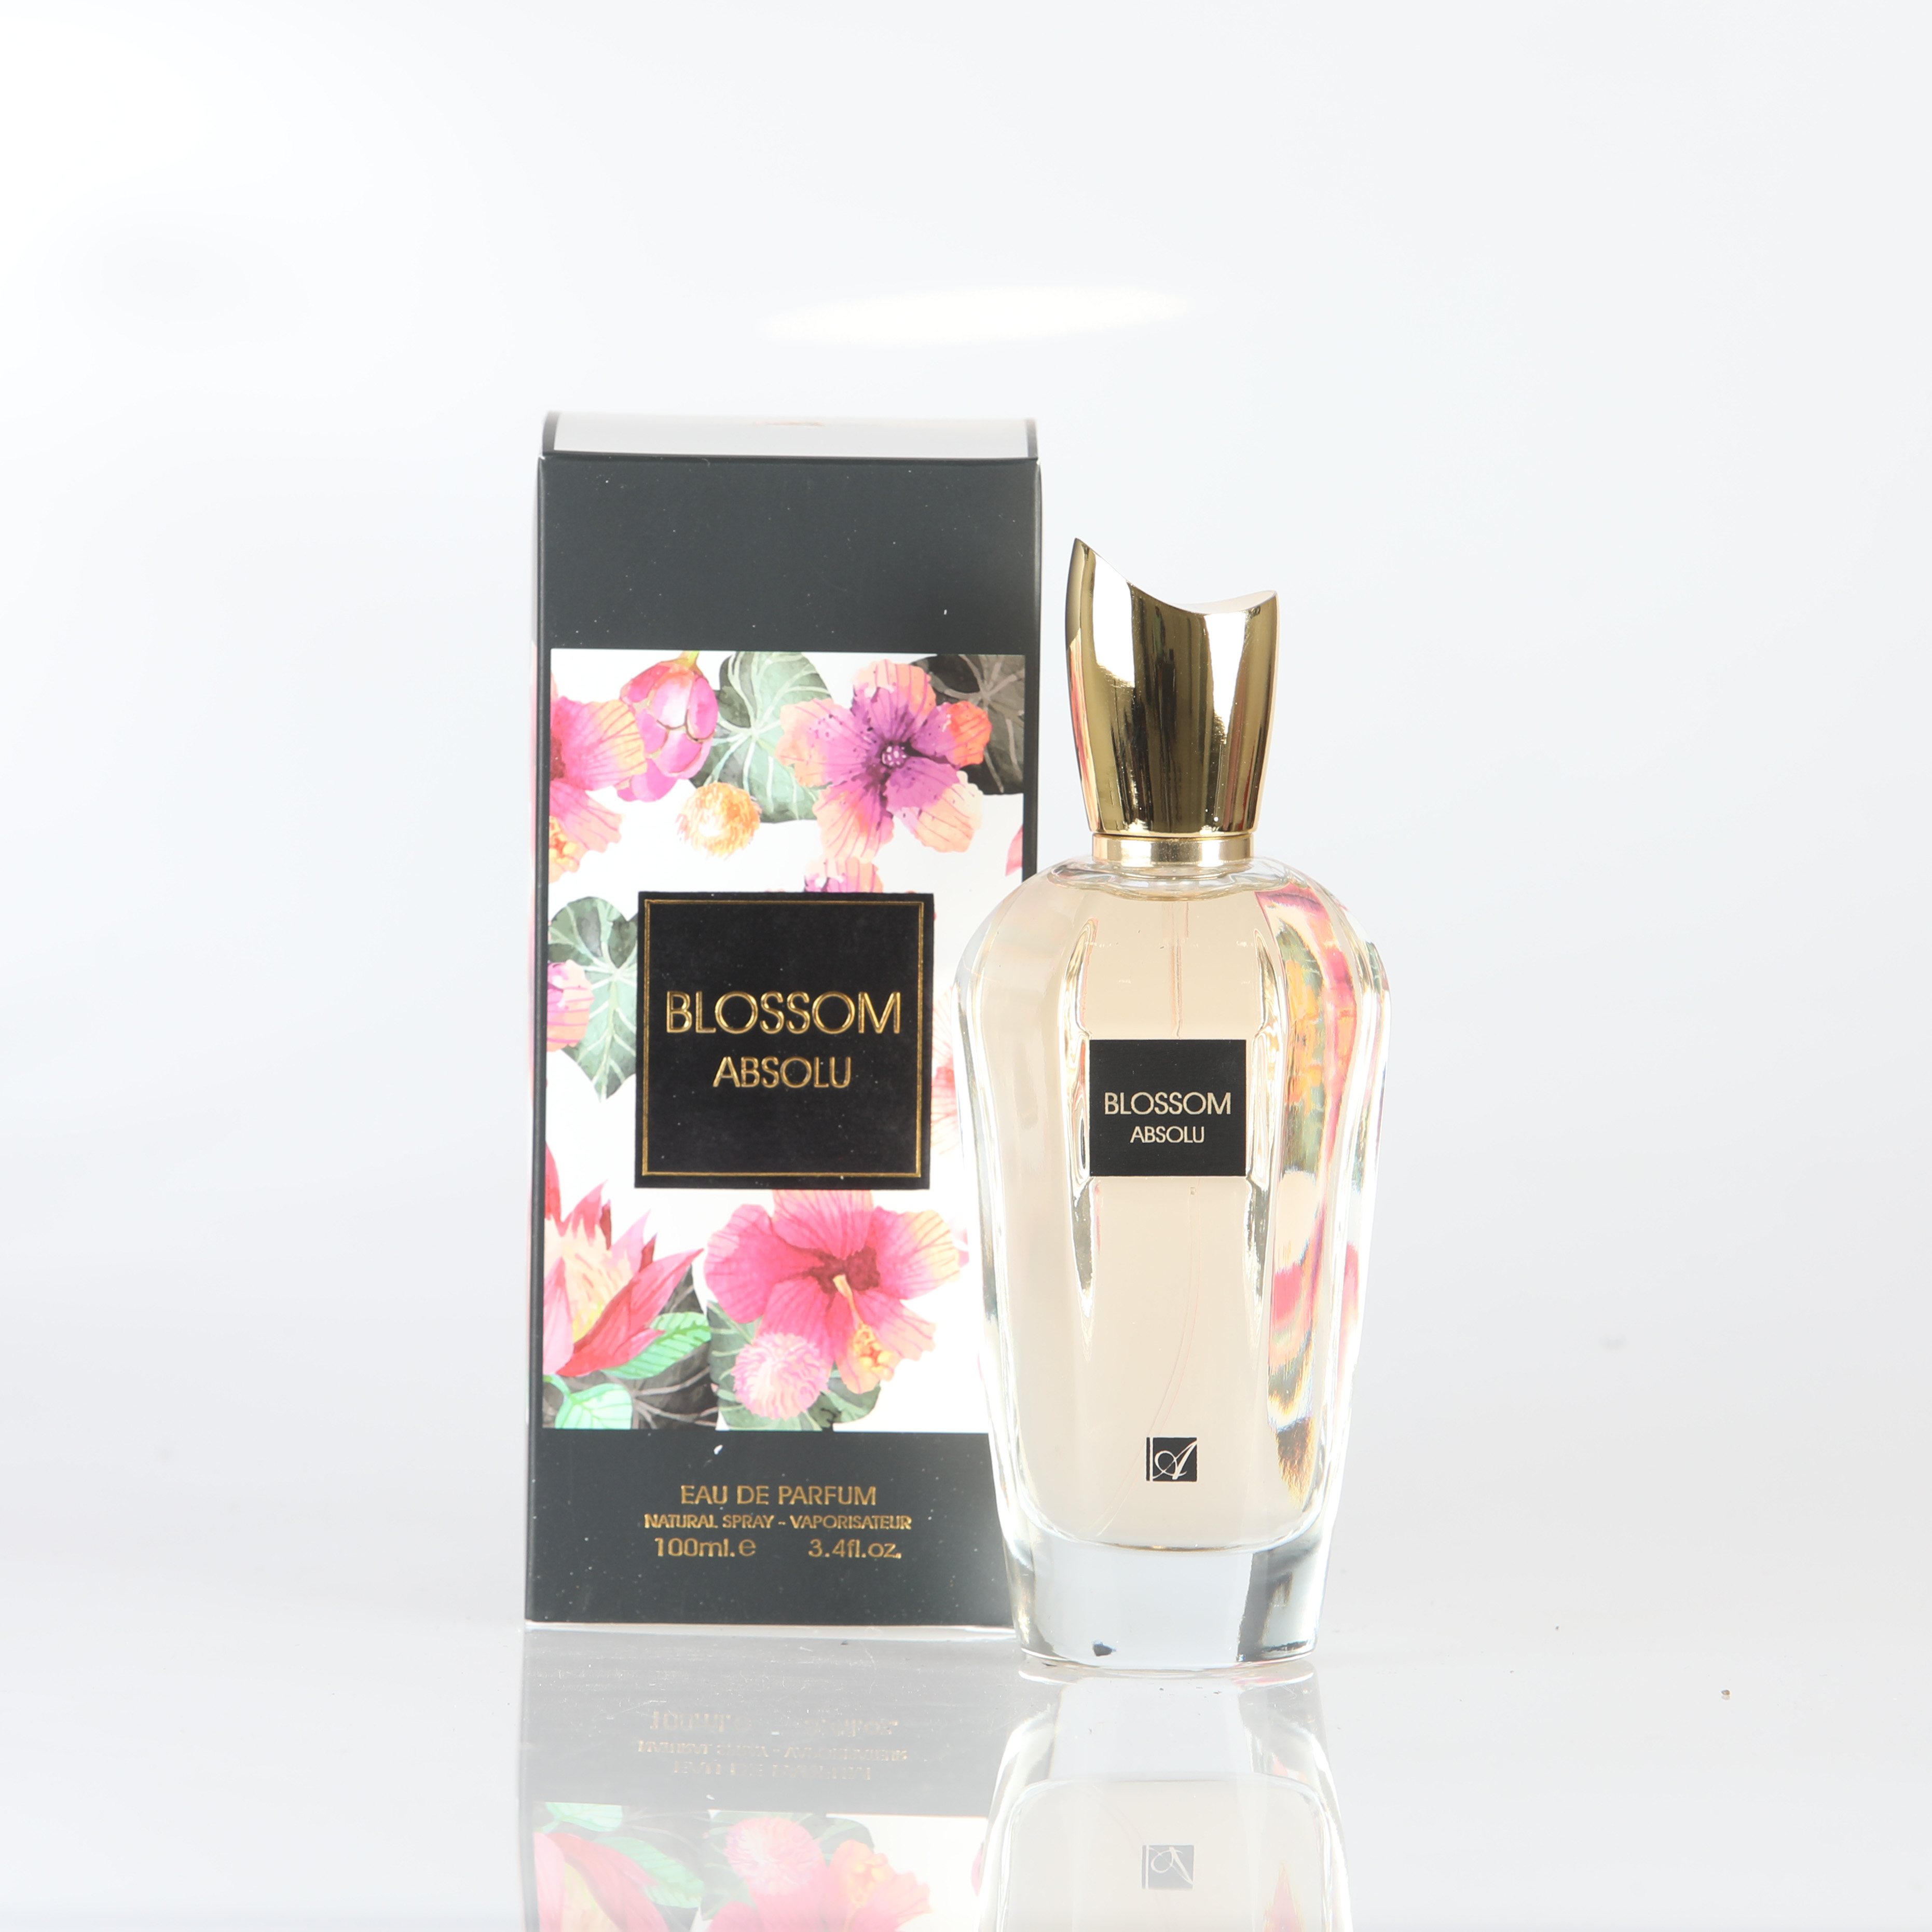 BLOSSOM
ABSOLU
EAU DE PARFUM
NATURAL SPRAY - VAPORISATEUR
100ml.e 3.4fl.oz.
BLOSSOM
ABSOLU
A